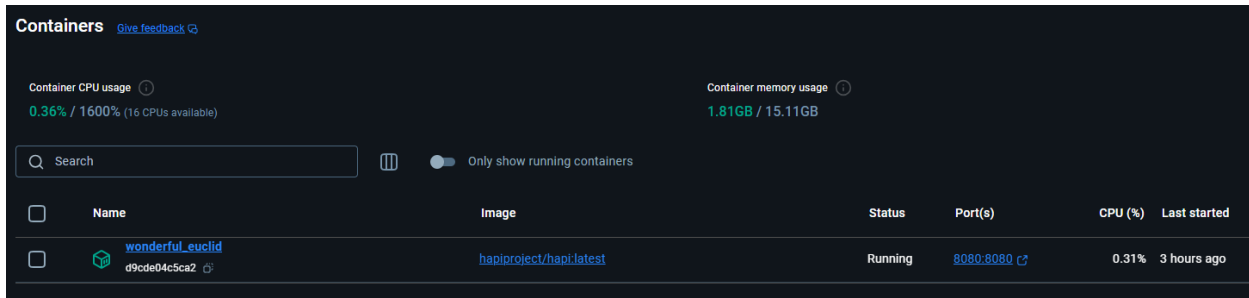 Containers Give feedback
Container CPU usage
0.36% / 1600% (16 CPUs available)
Container memory usage
1.81GB / 15.11GB
Search
Only show running containers
Name Image Status Port(s) CPU (%) Last started
wonderful_euclid
d9cde04c5ca2
hapiproject/hapi:latest Running 8080:8080 0.31% 3 hours ago